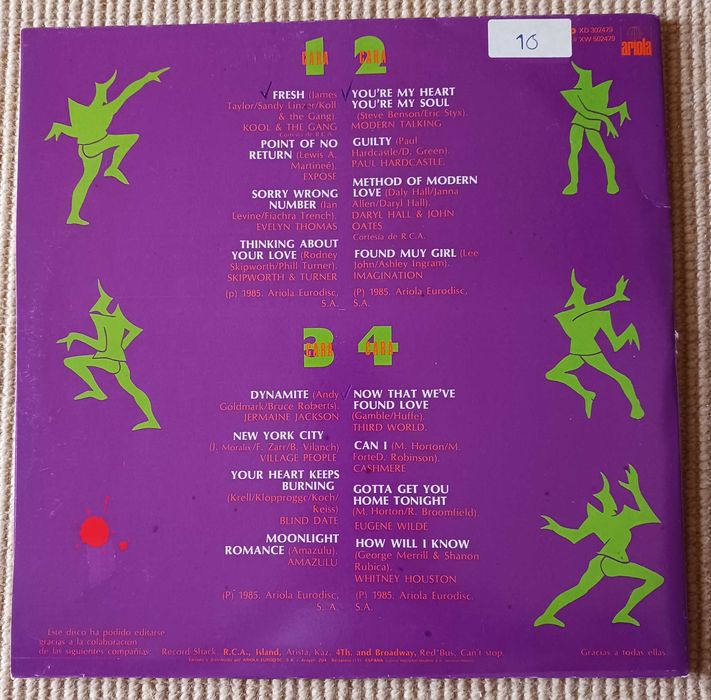 10
XD 302479
XW 502479
ariola
1 CARA
FRESH (James
Taylor/Sandy Linzer/Koll
& the Gang).
KOOL & THE GANG
Cortesía de R.C.A.
POINT OF NO
RETURN (Lewis A.
Martineé).
EXPOSE
SORRY WRONG
NUMBER (Ian
Levine/Fiachra Trench).
EVELYN THOMAS
THINKING ABOUT
YOUR LOVE (Rodney
Skipworth/Phill Turner).
SKIPWORTH & TURNER
(p) 1985. Ariola Eurodisc,
S.A.
2 CARA
YOU'RE MY HEART
YOU'RE MY SOUL
(Steve Benson/Eric Styx).
MODERN TALKING
GUILTY (Paul
Hardcastle/D. Green).
PAUL HARDCASTLE.
METHOD OF MODERN
LOVE (Daly Hall/Janna
Allen/Daryl Hall).
DARYL HALL & JOHN
OATES
Cortesía de R.C.A.
FOUND MUY GIRL (Lee
John/Ashley Ingram).
IMAGINATION
(P) 1985. Ariola Eurodisc,
S.A.
3 CARA
DYNAMITE (Andy
Goldmark/Bruce Roberts).
JERMAINE JACKSON
NEW YORK CITY
(J. Moralix/F. Zarr/B. Vilanch)
VILLAGE PEOPLE
YOUR HEART KEEPS
BURNING
(Krell/Kloproggr/Koch/
Keiss)
BLIND DATE
MOONLIGHT
ROMANCE (Amazulu).
AMAZULU
(P) 1985. Ariola Eurodisc,
S. A.
4 CARA
NOW THAT WE'VE
FOUND LOVE
(Gamble/Huffe).
THIRD WORLD.
CAN I (M. Horton/M.
ForteD. Robinson).
CASHMERE
GOTTA GET YOU
HOME TONIGHT
(M. Horton/R. Broomfield).
EUGENE WILDE
HOW WILL I KNOW
(George Merrill & Shanon
Rubica).
WHITNEY HOUSTON
(P) 1985. Ariola Eurodisc,
S.A.
Este disco ha podido editarse
gracias a la colaboración
de las siguientes compañías: Record Shack. R.C.A., Island, Arista, Kaz. 4Th. and Broadway, Red Bus, Can't stop. Gracias a todas ellas
Editado y distribuido por ARIOLA EURODISC, S.A.